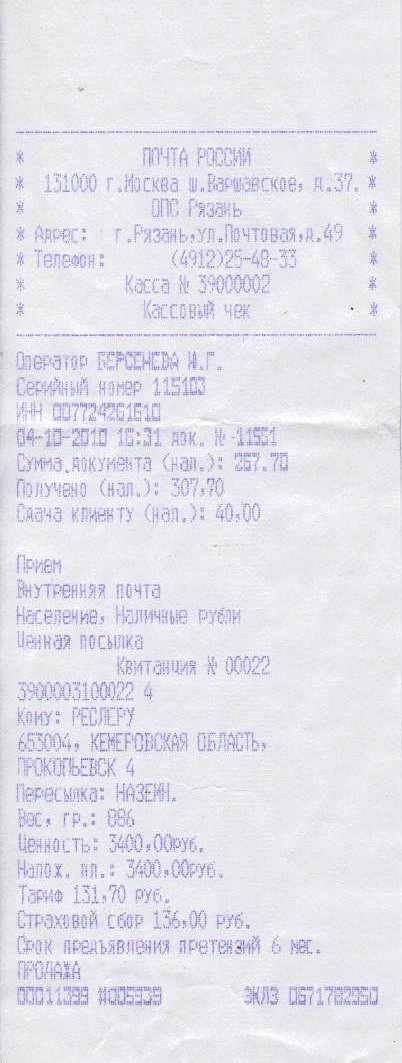 * ПОЧТА РОССИИ *
* 131000 г.Москва ш.Варшавское, д.37. *
* ОПС Рязань *
* Адрес: г.Рязань,ул.Почтовая,д.49 *
* Телефон: (4912)25-48-33 *
* Касса № 39000002 *
* Кассовый чек *
Оператор БЕРСЕНЕВА И.Г.
Серийный номер 115103
ИНН 007724261610
04-10-2010 16:31 док. № -11551
Сумма документа (нал.): 267.70
Получено (нал.): 307,70
Сдача клиенту (нал.): 40,00
Прием
Внутренняя почта
Население, Наличные рубли
Ценная посылка
Квитанция № 00022
3900003100022 4
Кому: РЕСЛЕРУ
653004, КЕМЕРОВСКАЯ ОБЛАСТЬ,
ПРОКОПЬЕВСК 4
Пересылка: НАЗЕМН.
Вес, гр.: 886
Ценность: 3400,00руб.
Налож. пл.: 3400,00руб.
Тариф 131,70 руб.
Страховой сбор 136,00 руб.
Срок предъявления претензий 6 мес.
ПРОДАЖА
00011399 #005939 ЭКЛЗ 0671782950